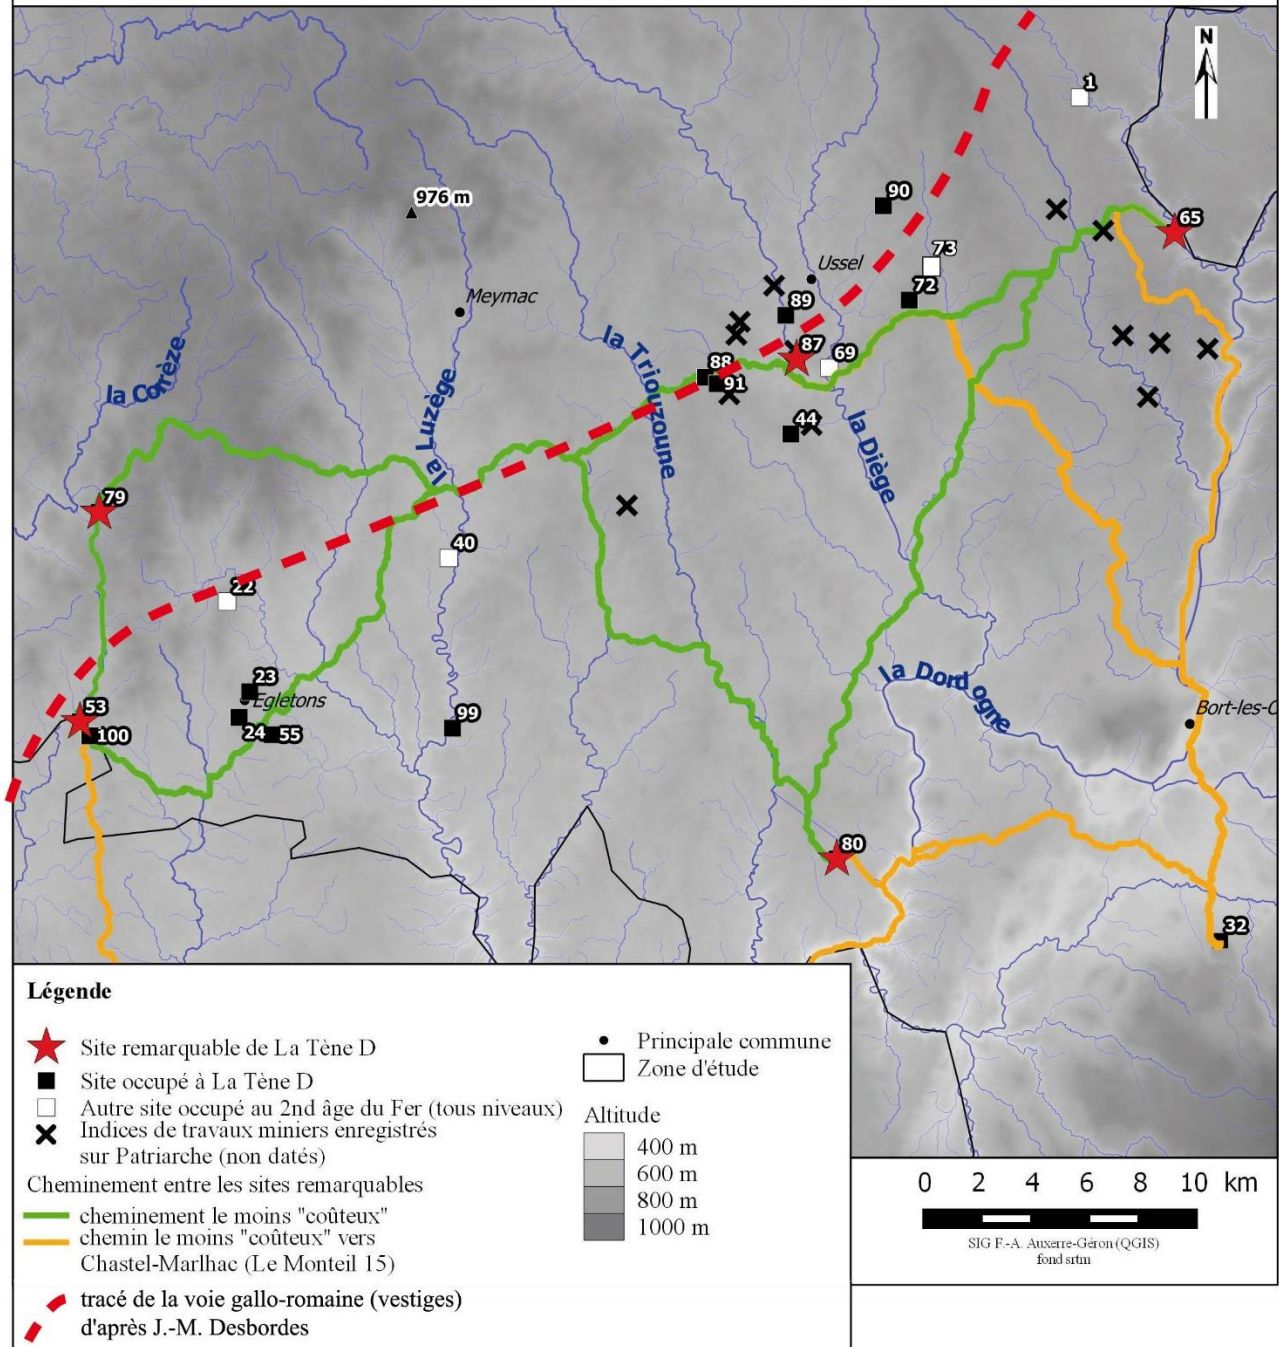 N
1
976 m
90
65
73
Ussel
72
Meymac
89
la Corrèze
la Triouzoune
87
69
88
91
la Luzège
44
la Diège
79
40
22
la Dordogne
23
Egletons
53
100
24
55
99
Bort-les-O
80
32
Légende
Site remarquable de La Tène D
Site occupé à La Tène D
Autre site occupé au 2nd âge du Fer (tous niveaux)
Indices de travaux miniers enregistrés
sur Patriarche (non datés)
Cheminement entre les sites remarquables
cheminement le moins "coûteux"
chemin le moins "coûteux" vers
Chastel-Marlhac (Le Monteil 15)
tracé de la voie gallo-romaine (vestiges)
d'après J.-M. Desbordes
Principale commune
Zone d'étude
Altitude
400 m
600 m
800 m
1000 m
0 2 4 6 8 10 km
SIG F.-A. Auxerre-Géron (QGIS)
fond srtm